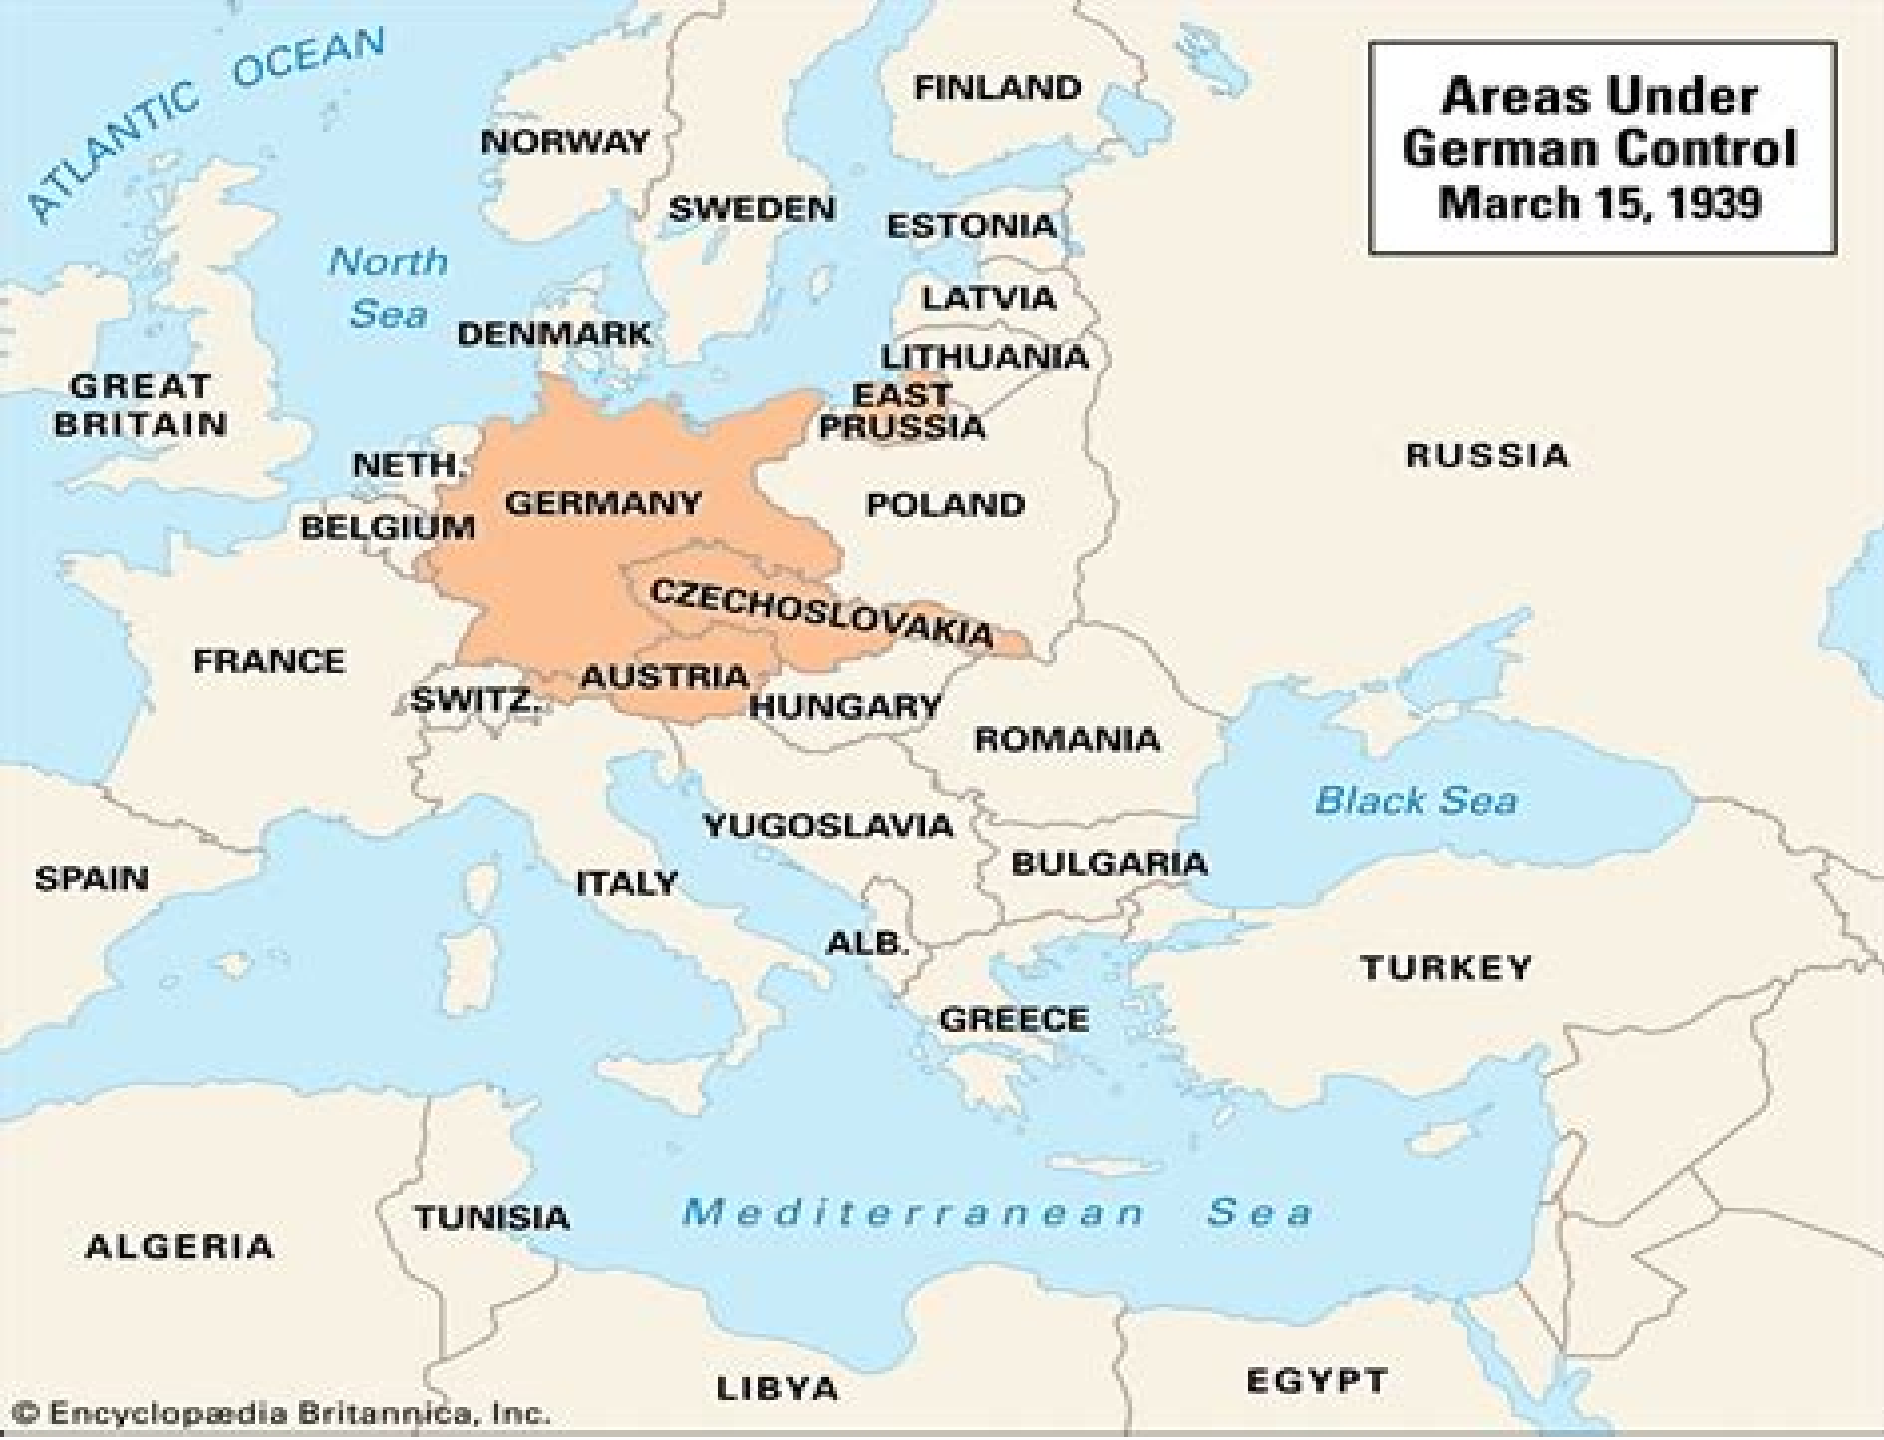 ATLANTIC OCEAN
Areas Under
German Control
March 15, 1939
FINLAND
NORWAY
SWEDEN
ESTONIA
North
Sea
LATVIA
DENMARK
LITHUANIA
GREAT
BRITAIN
EAST
PRUSSIA
RUSSIA
NETH.
GERMANY
POLAND
BELGIUM
CZECHOSLOVAKIA
FRANCE
AUSTRIA
SWITZ.
HUNGARY
ROMANIA
Black Sea
YUGOSLAVIA
BULGARIA
SPAIN
ITALY
ALB.
TURKEY
GREECE
Mediterranean Sea
TUNISIA
ALGERIA
LIBYA
EGYPT
© Encyclopædia Britannica, Inc.